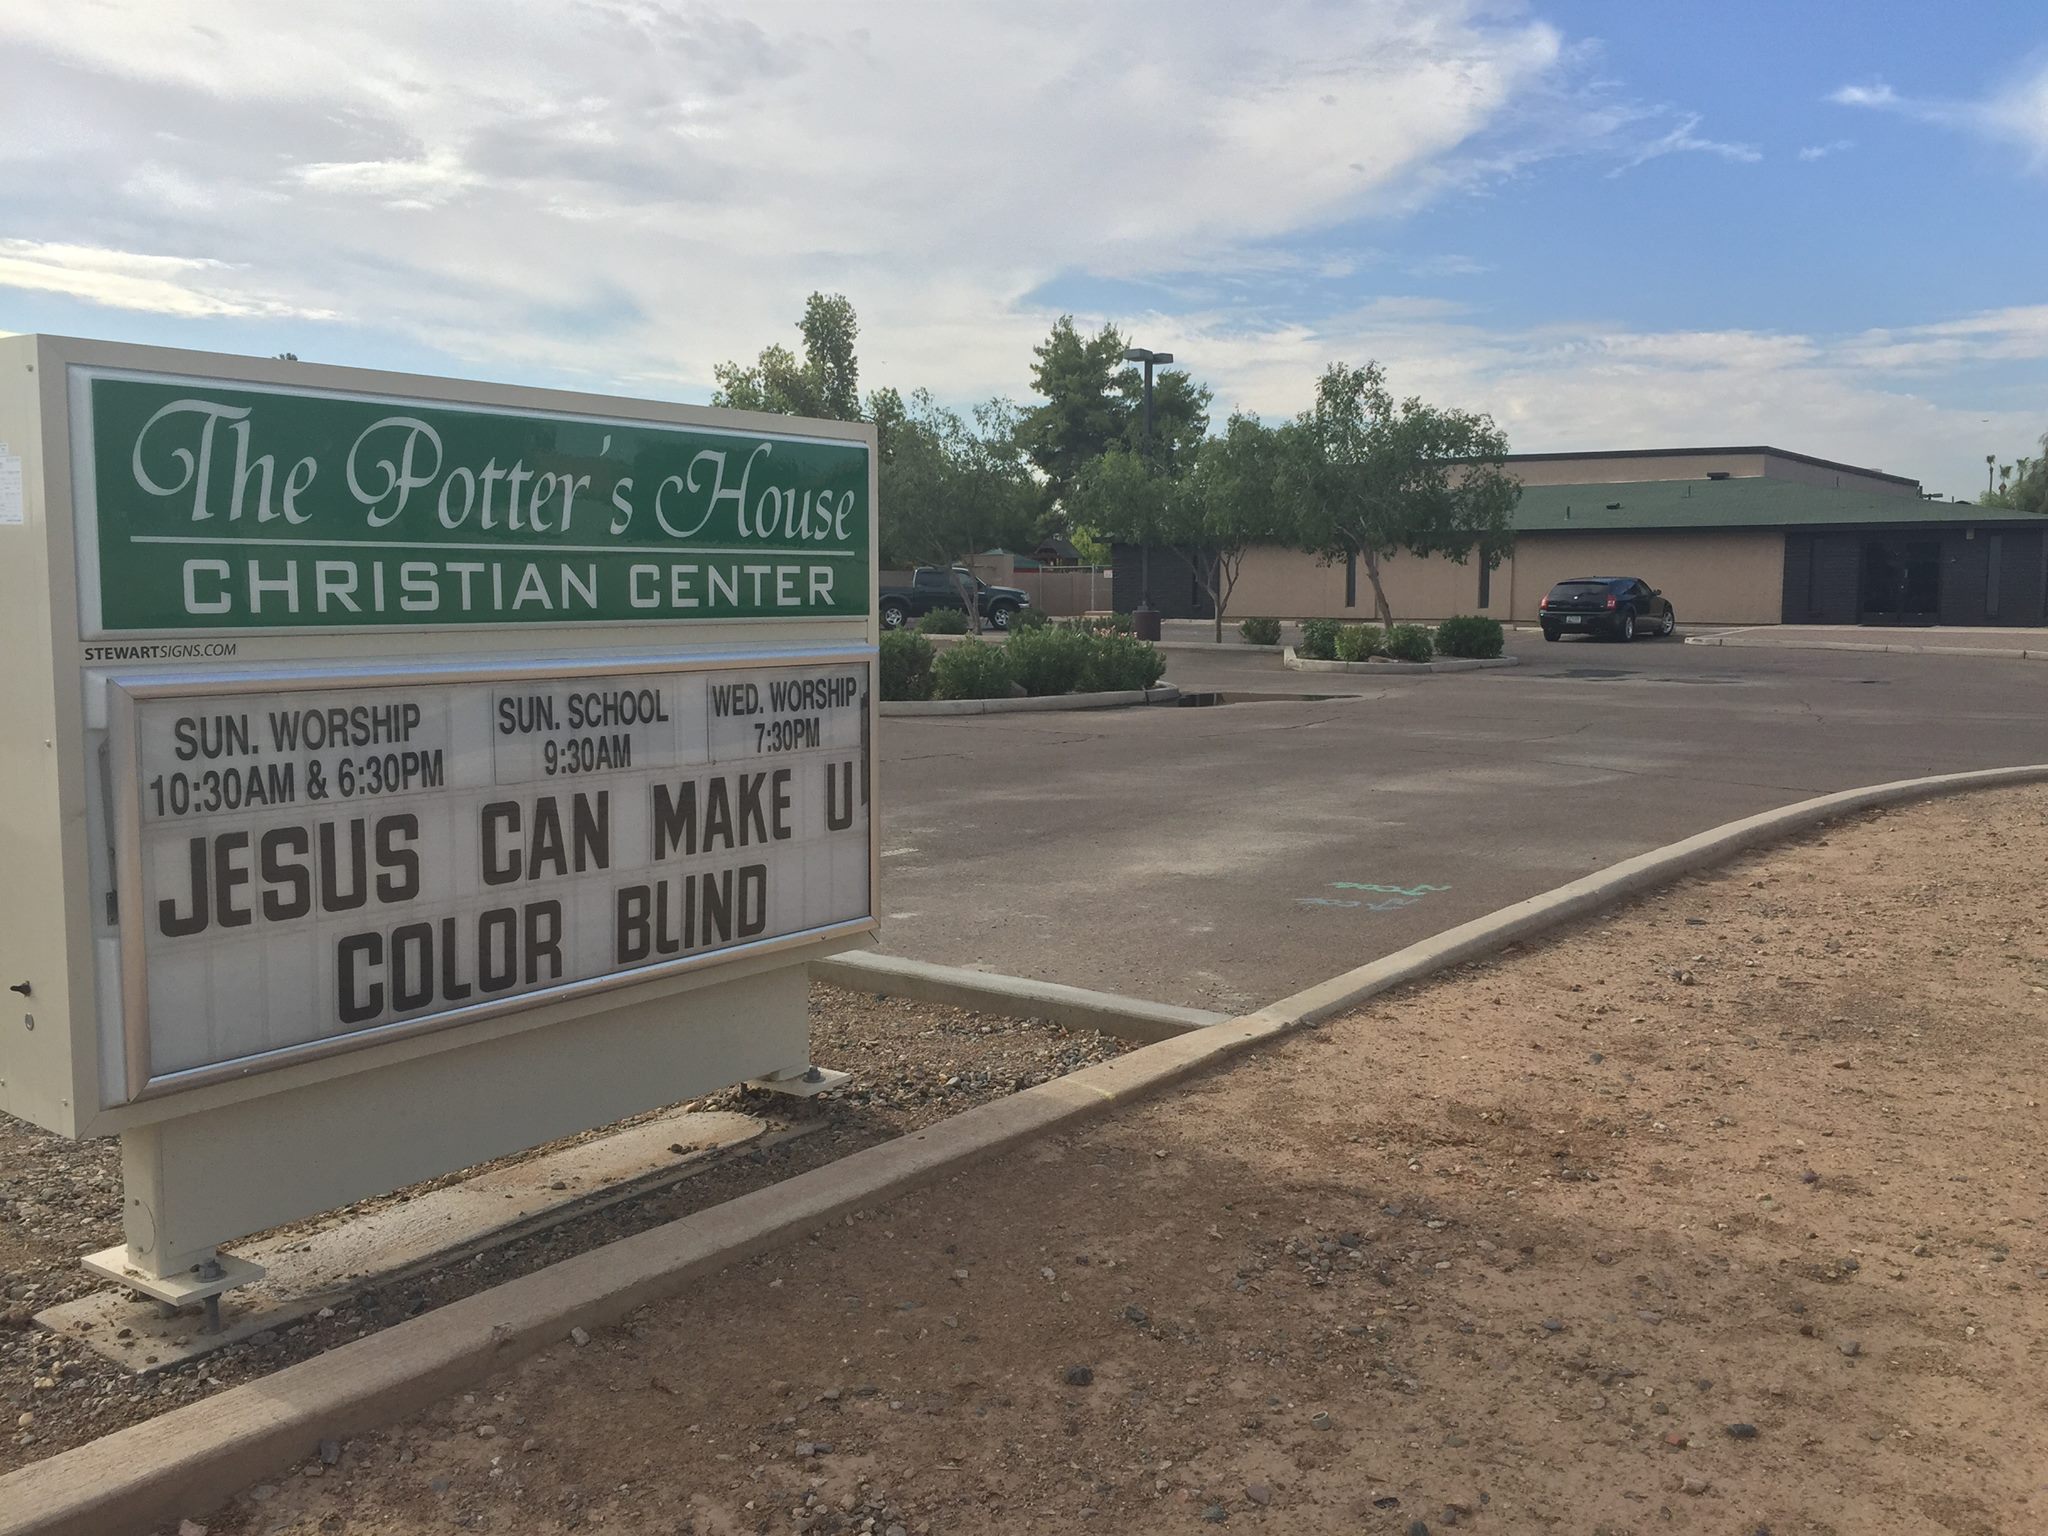 The Potter's House
CHRISTIAN CENTER
STEWARTSIGNS.COM
SUN. WORSHIP
10:30AM & 6:30PM
SUN. SCHOOL
9:30AM
WED. WORSHIP
7:30PM
JESUS CAN MAKE U
COLOR BLIND